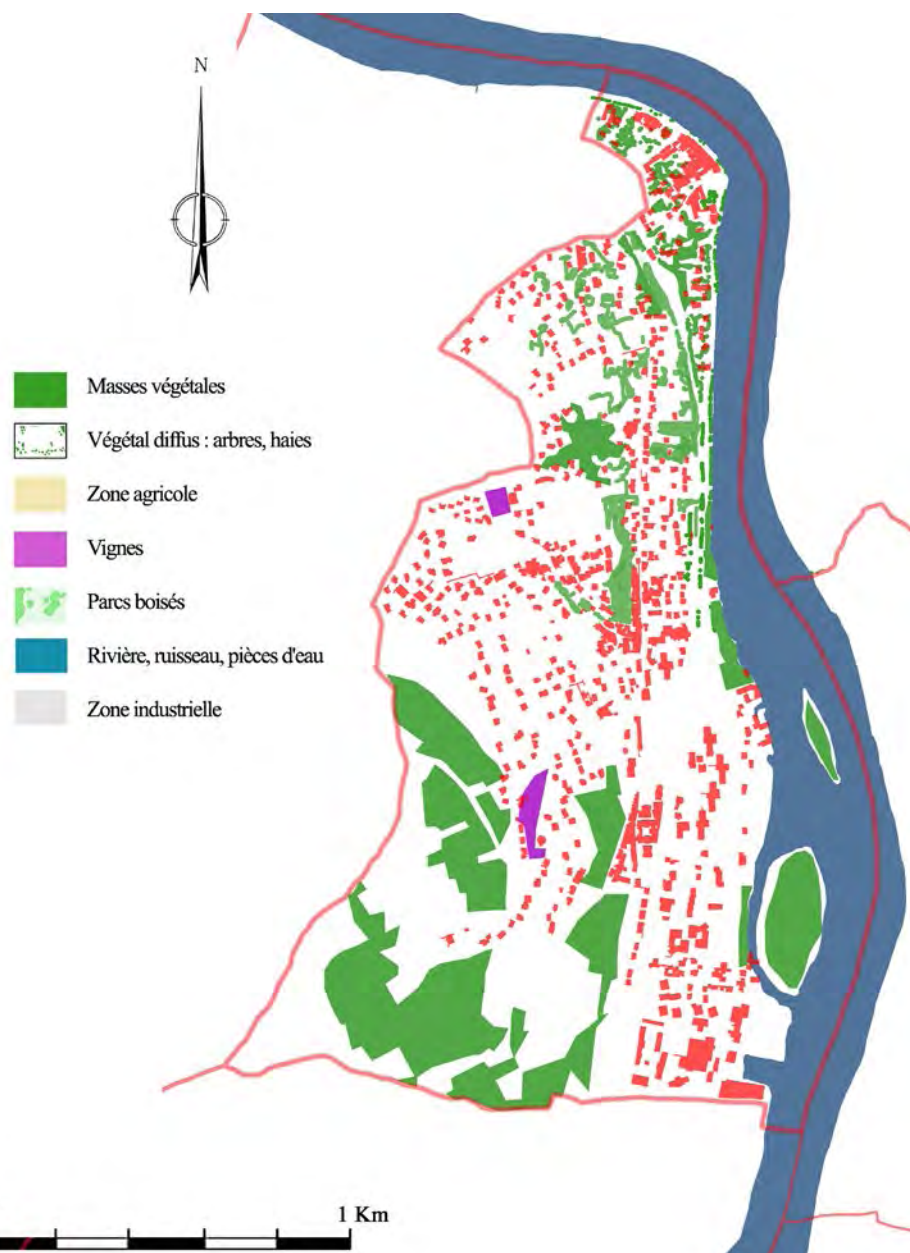 N
Masses végétales
Végétal diffus : arbres, haies
Zone agricole
Vignes
Parcs boisés
Rivière, ruisseau, pièces d'eau
Zone industrielle
1 Km